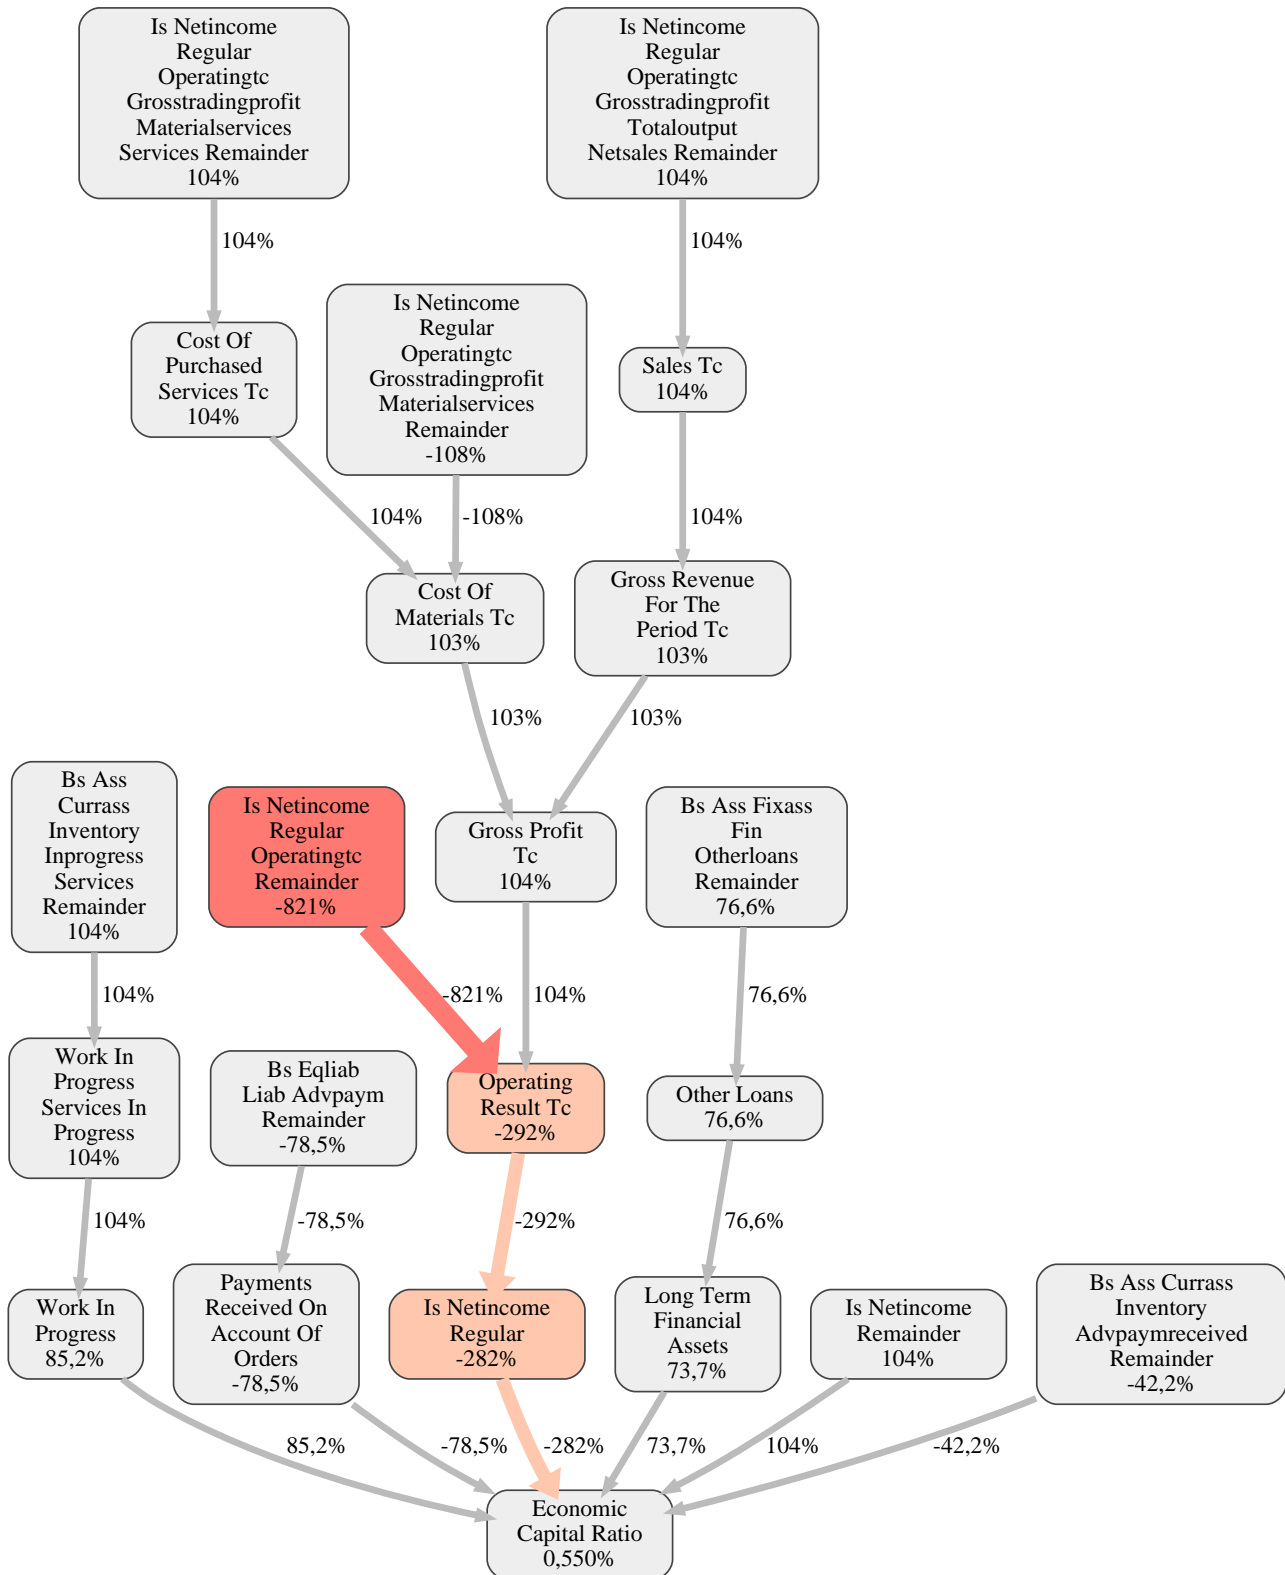 Is Netincome
Regular
Operatingtc
Grosstradingprofit
Materialservices
Services Remainder
104%
Is Netincome
Regular
Operatingtc
Grosstradingprofit
Totaloutput
Netsales Remainder
104%
104%
104%
Cost Of
Purchased
Services Tc
104%
Is Netincome
Regular
Operatingtc
Grosstradingprofit
Materialservices
Remainder
-108%
Sales Tc
104%
104%
-108%
104%
Cost Of
Materials Tc
103%
Gross Revenue
For The
Period Tc
103%
103%
103%
Bs Ass
Currass
Inventory
Inprogress
Services
Remainder
104%
Is Netincome
Regular
Operatingtc
Remainder
-821%
Gross Profit
Tc
104%
Bs Ass Fixass
Fin
Otherloans
Remainder
76,6%
104%
-821%
104%
76,6%
Work In
Progress
Services In
Progress
104%
Bs Eqliab
Liab Advpaym
Remainder
-78,5%
Operating
Result Tc
-292%
Other Loans
76,6%
104%
-78,5%
-292%
76,6%
Work In
Progress
85,2%
Payments
Received On
Account Of
Orders
-78,5%
Is Netincome
Regular
-282%
Long Term
Financial
Assets
73,7%
Is Netincome
Remainder
104%
Bs Ass Currass
Inventory
Advpaymreceived
Remainder
-42,2%
85,2%
-78,5%
-282%
73,7%
104%
-42,2%
Economic
Capital Ratio
0,550%